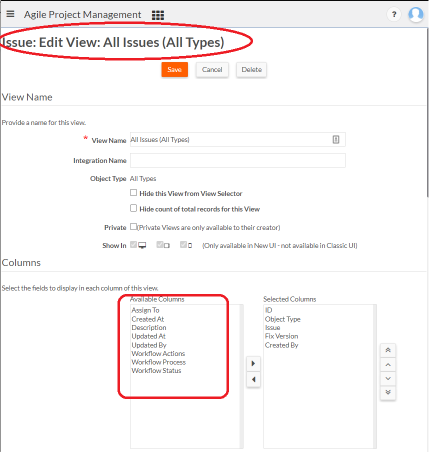 Agile Project Management
?
Issue: Edit View: All Issues (All Types)
Save Cancel Delete
View Name
Provide a name for this view.
* View Name All Issues (All Types)
Integration Name
Object Type All Types
Hide this View from View Selector
Hide count of total records for this View
Private (Private Views are only available to their creator)
Show In (Only available in New UI - not available in Classic UI)
Columns
Select the fields to display in each column of this view.
Available Columns Selected Columns
Assign To ID
Created At Object Type
Description Issue
Updated At Fix Version
Updated By Created By
Workflow Actions
Workflow Process
Workflow Status